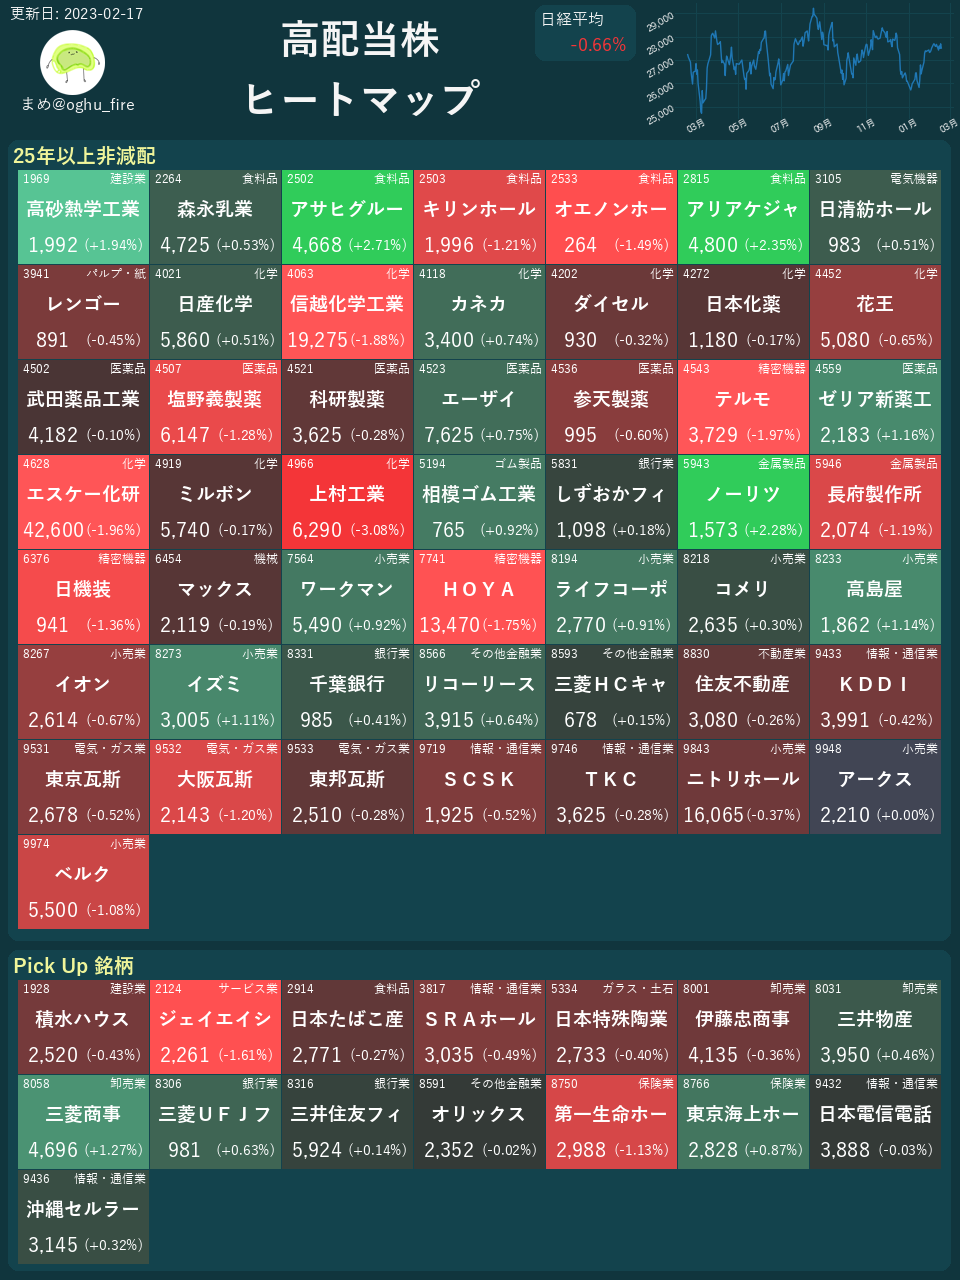 更新日: 2023-02-17
まめ@oghu_fire
高配当株
ヒートマップ
日経平均
-0.66%
29,000
28,000
27,000
26,000
25,000
03月 05月 07月 09月 11月 01月 03月
25年以上非減配
1969 建設業 2264 食料品 2502 食料品 2503 食料品 2533 食料品 2815 食料品 3105 電気機器
高砂熱学工業 森永乳業 アサヒグルー キリンホール オエノンホー アリアケジャ 日清紡ホール
1,992 (+1.94%) 4,725 (+0.53%) 4,668 (+2.71%) 1,996 (-1.21%) 264 (-1.49%) 4,800 (+2.35%) 983 (+0.51%)
3941 パルプ・紙 4021 化学 4063 化学 4118 化学 4202 化学 4272 化学 4452 化学
レンゴー 日産化学 信越化学工業 カネカ ダイセル 日本化薬 花王
891 (-0.45%) 5,860 (+0.51%) 19,275 (-1.88%) 3,400 (+0.74%) 930 (-0.32%) 1,180 (-0.17%) 5,080 (-0.65%)
4502 医薬品 4507 医薬品 4521 医薬品 4523 医薬品 4536 医薬品 4543 精密機器 4559 医薬品
武田薬品工業 塩野義製薬 科研製薬 エーザイ 参天製薬 テルモ ゼリア新薬工
4,182 (-0.10%) 6,147 (-1.28%) 3,625 (-0.28%) 7,625 (+0.75%) 995 (-0.60%) 3,729 (-1.97%) 2,183 (+1.16%)
4628 化学 4919 化学 4966 化学 5194 ゴム製品 5831 銀行業 5943 金属製品 5946 金属製品
エスケー化研 ミルボン 上村工業 相模ゴム工業 しずおかフィ ノーリツ 長府製作所
42,600 (-1.96%) 5,740 (-0.17%) 6,290 (-3.08%) 765 (+0.92%) 1,098 (+0.18%) 1,573 (+2.28%) 2,074 (-1.19%)
6376 精密機器 6454 機械 7564 小売業 7741 精密機器 8194 小売業 8218 小売業 8233 小売業
日機装 マックス ワークマン ＨＯＹＡ ライフコーポ コメリ 高島屋
941 (-1.36%) 2,119 (-0.19%) 5,490 (+0.92%) 13,470 (-1.75%) 2,770 (+0.91%) 2,635 (+0.30%) 1,862 (+1.14%)
8267 小売業 8273 小売業 8331 銀行業 8566 その他金融業 8593 その他金融業 8830 不動産業 9433 情報・通信業
イオン イズミ 千葉銀行 リコーリース 三菱ＨＣキャ 住友不動産 ＫＤＤＩ
2,614 (-0.67%) 3,005 (+1.11%) 985 (+0.41%) 3,915 (+0.64%) 678 (+0.15%) 3,080 (-0.26%) 3,991 (-0.42%)
9531 電気・ガス業 9532 電気・ガス業 9533 電気・ガス業 9719 情報・通信業 9746 情報・通信業 9843 小売業 9948 小売業
東京瓦斯 大阪瓦斯 東邦瓦斯 ＳＣＳＫ ＴＫＣ ニトリホール アークス
2,678 (-0.52%) 2,143 (-1.20%) 2,510 (-0.28%) 1,925 (-0.52%) 3,625 (-0.28%) 16,065 (-0.37%) 2,210 (+0.00%)
9974 小売業
ベルク
5,500 (-1.08%)
Pick Up 銘柄
1928 建設業 2124 サービス業 2914 食料品 3817 情報・通信業 5334 ガラス・土石 8001 卸売業 8031 卸売業
積水ハウス ジェイエイシ 日本たばこ産 ＳＲＡホール 日本特殊陶業 伊藤忠商事 三井物産
2,520 (-0.43%) 2,261 (-1.61%) 2,771 (-0.27%) 3,035 (-0.49%) 2,733 (-0.40%) 4,135 (-0.36%) 3,950 (+0.46%)
8058 卸売業 8306 銀行業 8316 銀行業 8591 その他金融業 8750 保険業 8766 保険業 9432 情報・通信業
三菱商事 三菱ＵＦＪフ 三井住友フィ オリックス 第一生命ホー 東京海上ホー 日本電信電話
4,696 (+1.27%) 981 (+0.63%) 5,924 (+0.14%) 2,352 (-0.02%) 2,988 (-1.13%) 2,828 (+0.87%) 3,888 (-0.03%)
9436 情報・通信業
沖縄セルラー
3,145 (+0.32%)